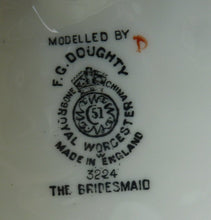 MODELLED BY
F. G. DOUGHTY
BONE CHINA
51
ROYAL WORCESTER
MADE IN ENGLAND
3224
THE BRIDESMAID